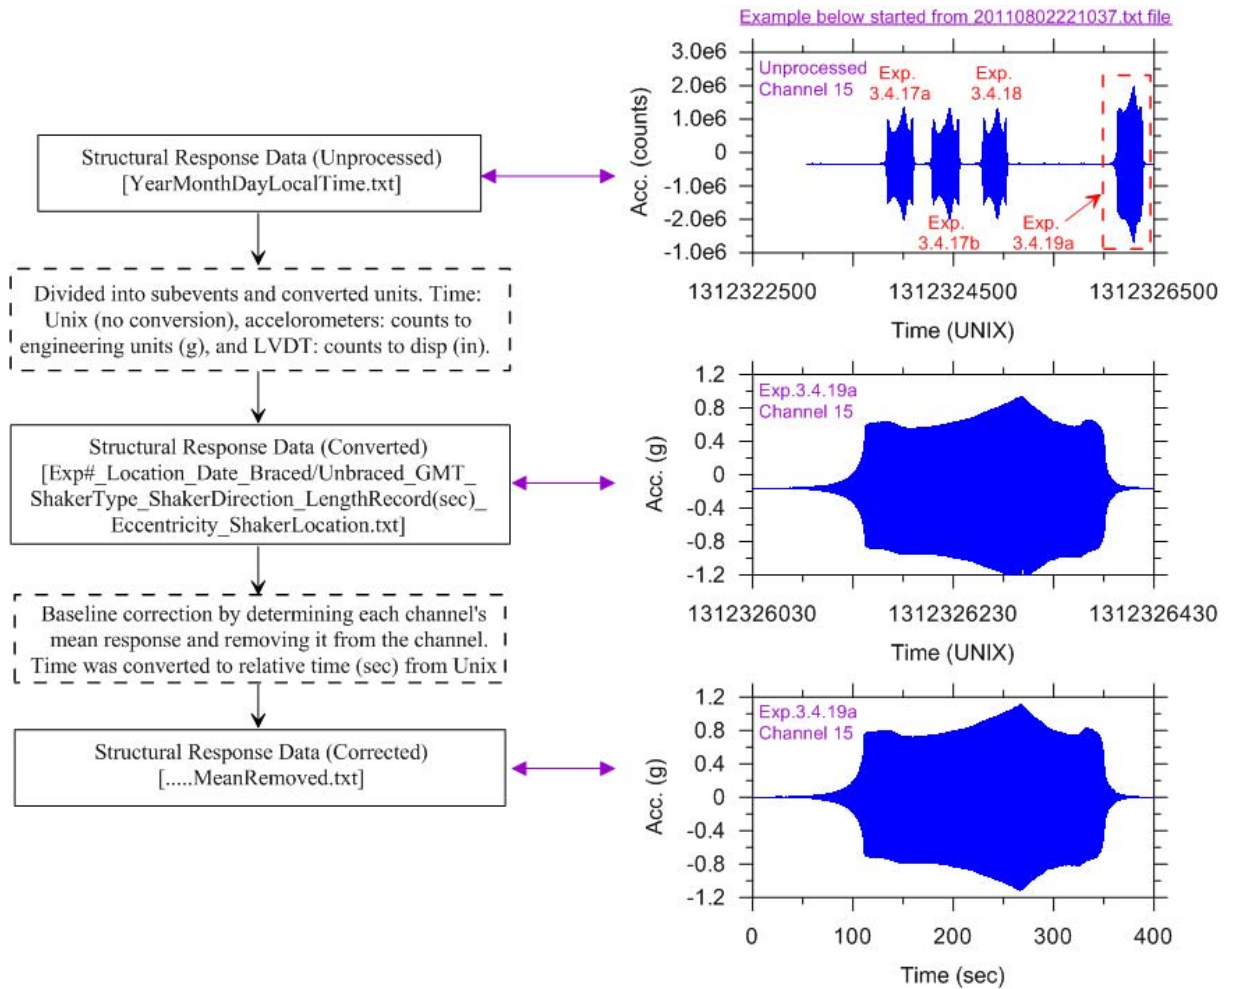 Example below started from 20110802221037.txt file
Structural Response Data (Unprocessed)
[YearMonthDayLocalTime.txt]
Divided into subevents and converted units. Time:
Unix (no conversion), accelorometers: counts to
engineering units (g), and LVDT: counts to disp (in).
Structural Response Data (Converted)
[Exp#_Location_Date_Braced/Unbraced_GMT_
ShakerType_ShakerDirection_LengthRecord(sec)_
Eccentricity_ShakerLocation.txt]
Baseline correction by determining each channel's
mean response and removing it from the channel.
Time was converted to relative time (sec) from Unix
Structural Response Data (Corrected)
[.....MeanRemoved.txt]
Acc. (counts)
3.0e6
2.0e6
1.0e6
0
-1.0e6
-2.0e6
-1.0e6
Unprocessed
Channel 15
Exp.
3.4.17a
Exp.
3.4.18
Exp.
3.4.17b
Exp.
3.4.19a
1312322500 1312324500 1312326500
Time (UNIX)
Acc. (g)
1.2
0.8
0.4
0
-0.4
-0.8
-1.2
Exp.3.4.19a
Channel 15
1312326030 1312326230 1312326430
Time (UNIX)
Acc. (g)
1.2
0.8
0.4
0
-0.4
-0.8
-1.2
Exp.3.4.19a
Channel 15
0 100 200 300 400
Time (sec)